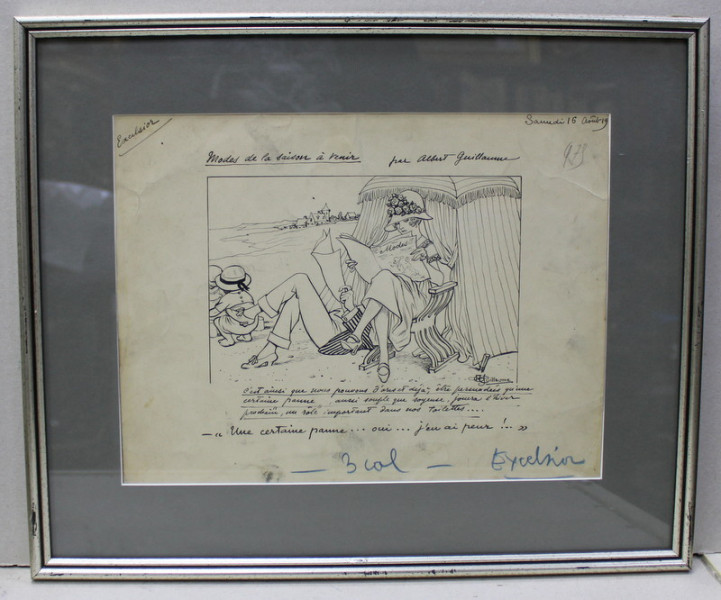 Excelsior
Samedi 15 Août 19
Modes de la saison à venir par Albert Guillaume
Modes
C'est ainsi que nous pouvons d'ores et déjà, être persuadées qu'une
certaine panne aussi souple que soyeuse, jouera l'hiver
prochain, un rôle important dans nos toilettes....
— « Une certaine panne... oui... j'en ai peur !.. »
— 3 col — Excelsior